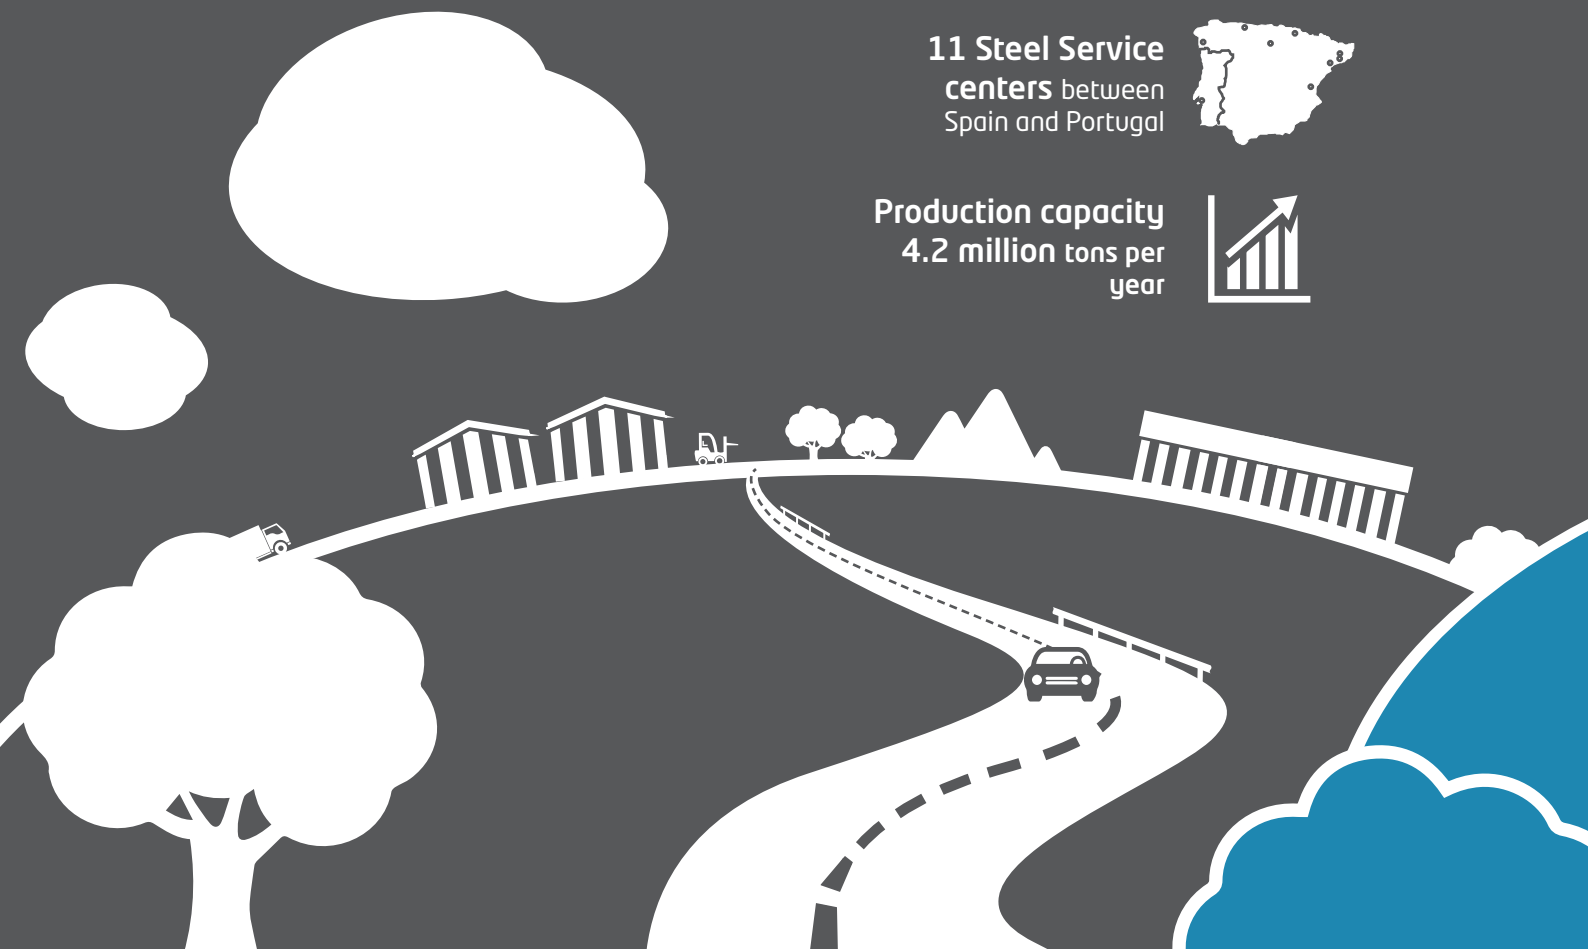 11 Steel Service
centers between
Spain and Portugal
Production capacity
4.2 million tons per
year